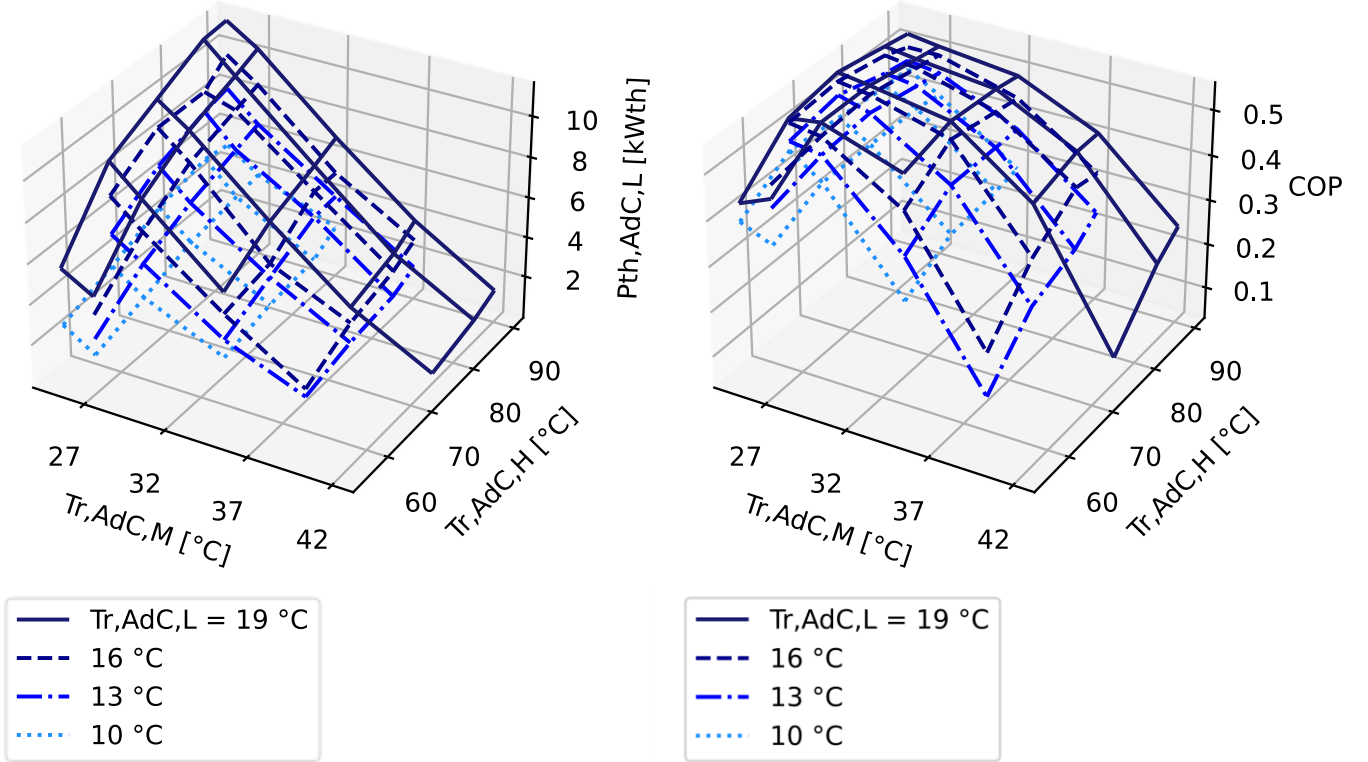 10
8
6
4
2
Pth,AdC,L [kWth]
90
80
70
60
Tr,AdC,H [°C]
27
32
37
42
Tr,AdC,M [°C]
0.5
0.4
0.3
0.2
0.1
COP
90
80
70
60
Tr,AdC,H [°C]
27
32
37
42
Tr,AdC,M [°C]
Tr,AdC,L = 19 °C
16 °C
13 °C
10 °C
Tr,AdC,L = 19 °C
16 °C
13 °C
10 °C